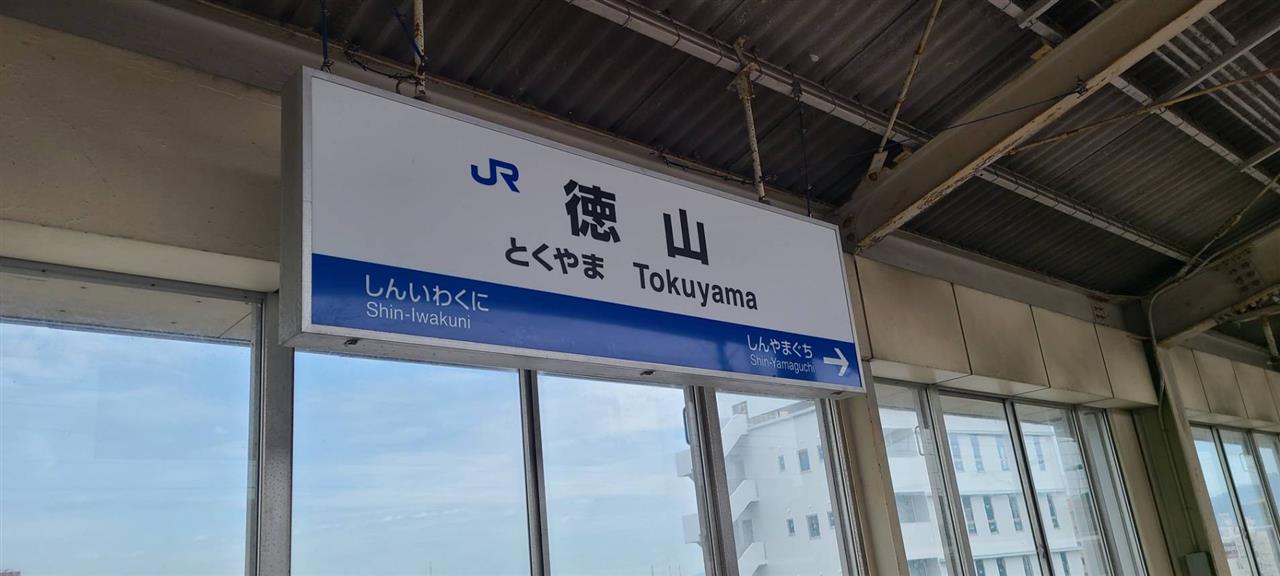 JR 徳山
とくやま Tokuyama
しんいわくに
Shin-Iwakuni
しんやまぐち →
Shin-Yamaguchi